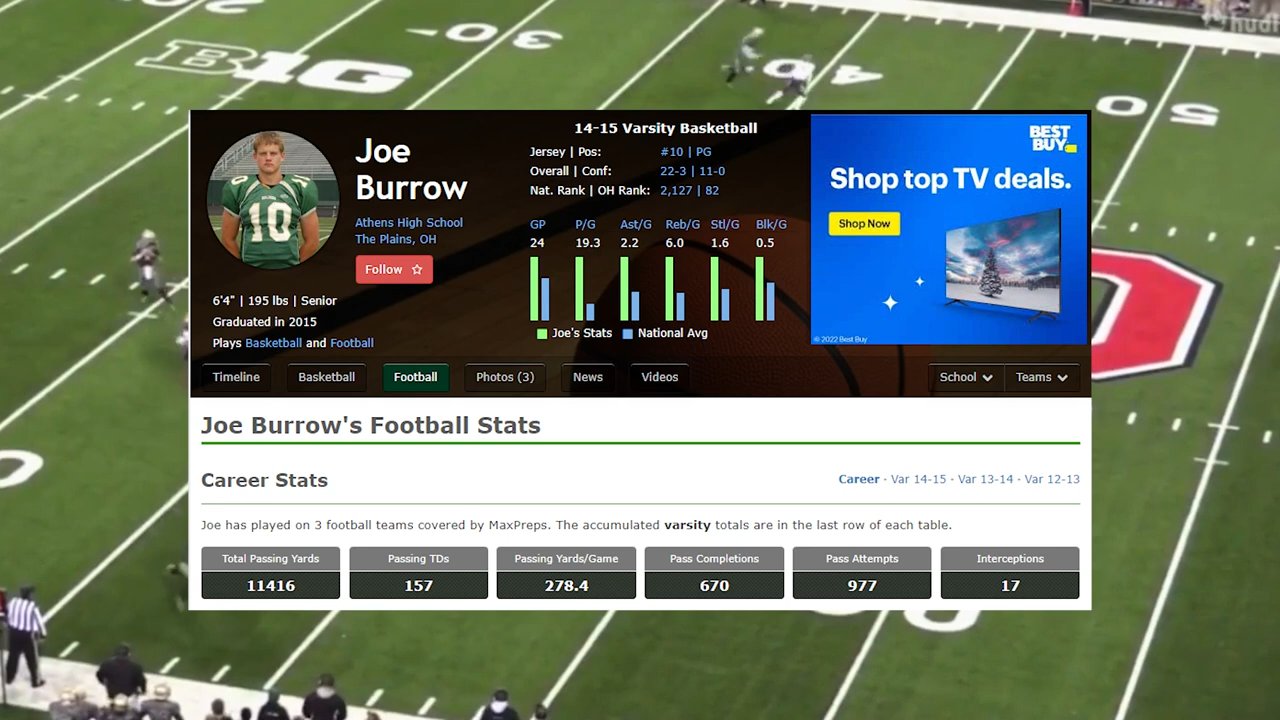 hudl
BIG
30
40
50
Joe
Burrow
Athens High School
The Plains, OH
Follow
10
6'4" | 195 lbs | Senior
Graduated in 2015
Plays Basketball and Football
14-15 Varsity Basketball
Jersey | Pos: #10 | PG
Overall | Conf: 22-3 | 11-0
Nat. Rank | OH Rank: 2,127 | 82
GP P/G Ast/G Reb/G Stl/G Blk/G
24 19.3 2.2 6.0 1.6 0.5
Joe's Stats National Avg
BEST
BUY
Shop top TV deals.
Shop Now
© 2022 Best Buy
Timeline Basketball Football Photos (3) News Videos School Teams
Joe Burrow's Football Stats
Career Stats
Career - Var 14-15 - Var 13-14 - Var 12-13
Joe has played on 3 football teams covered by MaxPreps. The accumulated varsity totals are in the last row of each table.
Total Passing Yards Passing TDs Passing Yards/Game Pass Completions Pass Attempts Interceptions
11416 157 278.4 670 977 17